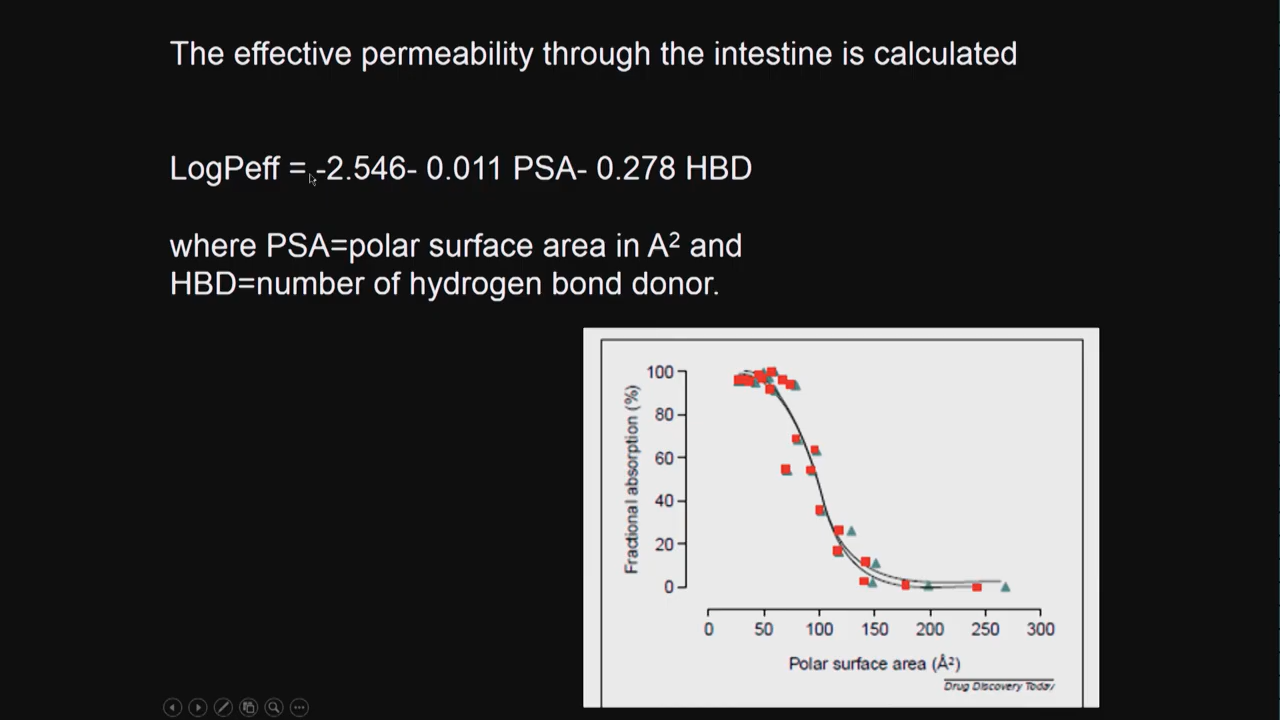 The effective permeability through the intestine is calculated
LogPeff = -2.546- 0.011 PSA- 0.278 HBD
where PSA=polar surface area in A² and
HBD=number of hydrogen bond donor.
Fractional absorption (%)
100
80
60
40
20
0
0 50 100 150 200 250 300
Polar surface area (Å²)
Drug Discovery Today